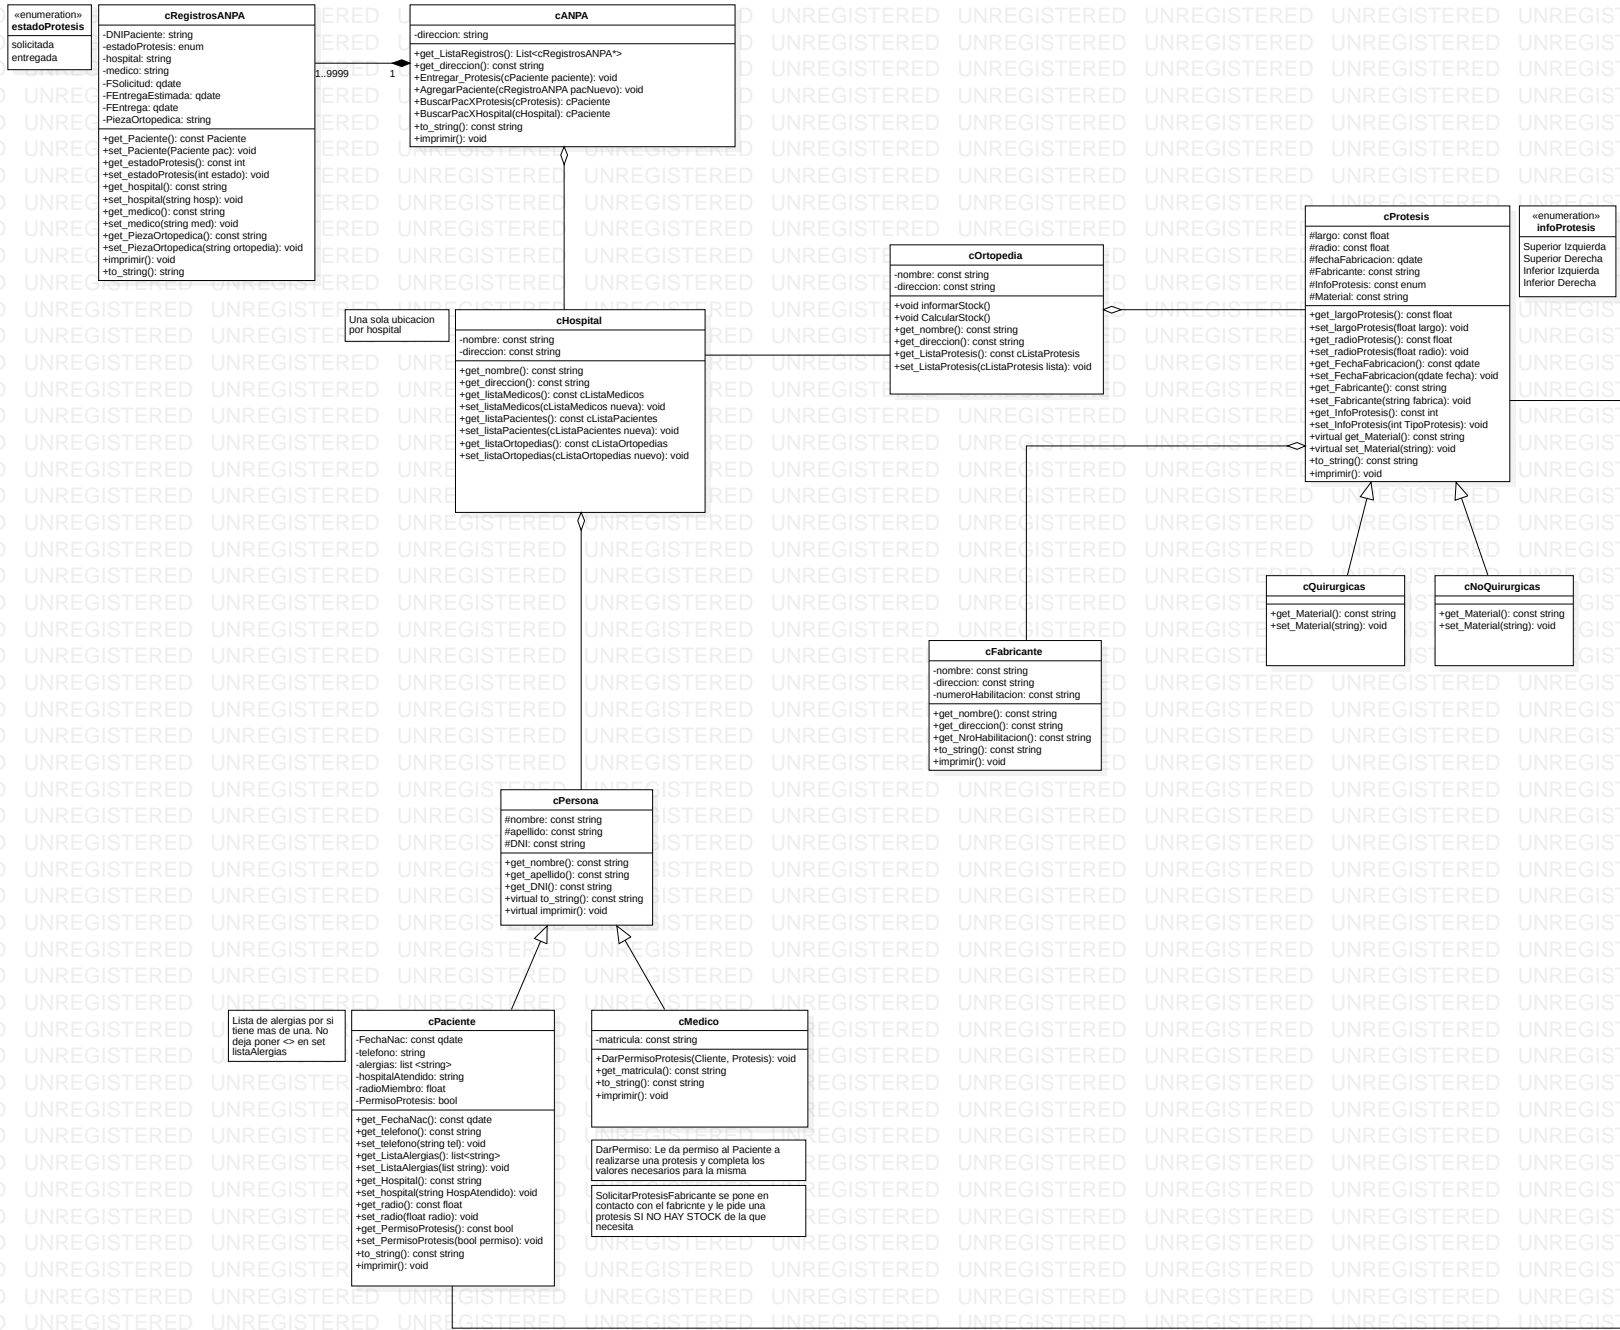 «enumeration»
estadoProtesis
solicitada
entregada
cRegistrosANPA
-DNIPaciente: string
-estadoProtesis: enum
-hospital: string
-medico: string
-FSolicitud: qdate
-FEntregaEstimada: qdate
-FEntrega: qdate
-PiezaOrtopedica: string
+get_Paciente(): const Paciente
+set_Paciente(Paciente pac): void
+get_estadoProtesis(): const int
+set_estadoProtesis(int estado): void
+get_hospital(): const string
+set_hospital(string hosp): void
+get_medico(): const string
+set_medico(string med): void
+get_PiezaOrtopedica(): const string
+set_PiezaOrtopedica(string ortopedia): void
+imprimir(): void
+to_string(): string
1..9999
1
cANPA
-direccion: string
+get_ListaRegistros(): List<cRegistrosANPA*>
+get_direccion(): const string
+Entregar_Protesis(cPaciente paciente): void
+AgregarPaciente(cRegistroANPA pacNuevo): void
+BuscarPacXProtesis(cProtesis): cPaciente
+BuscarPacXHospital(cHospital): cPaciente
+to_string(): const string
+imprimir(): void
Una sola ubicacion
por hospital
cHospital
-nombre: const string
-direccion: const string
+get_nombre(): const string
+get_direccion(): const string
+get_listaMedicos(): const cListaMedicos
+set_listaMedicos(cListaMedicos nueva): void
+get_listaPacientes(): const cListaPacientes
+set_listaPacientes(cListaPacientes nueva): void
+get_listaOrtopedias(): const cListaOrtopedias
+set_listaOrtopedias(cListaOrtopedias nuevo): void
cOrtopedia
-nombre: const string
-direccion: const string
+void informarStock()
+void CalcularStock()
+get_nombre(): const string
+get_direccion(): const string
+get_ListaProtesis(): const cListaProtesis
+set_ListaProtesis(cListaProtesis lista): void
cProtesis
#largo: const float
#radio: const float
#fechaFabricacion: qdate
#Fabricante: const string
#InfoProtesis: const enum
#Material: const string
+get_largoProtesis(): const float
+set_largoProtesis(float largo): void
+get_radioProtesis(): const float
+set_radioProtesis(float radio): void
+get_FechaFabricacion(): const qdate
+set_FechaFabricacion(qdate fecha): void
+get_Fabricante(): const string
+set_Fabricante(string fabrica): void
+get_InfoProtesis(): const int
+set_InfoProtesis(int TipoProtesis): void
+virtual get_Material(): const string
+virtual set_Material(string): void
+to_string(): const string
+imprimir(): void
«enumeration»
infoProtesis
Superior Izquierda
Superior Derecha
Inferior Izquierda
Inferior Derecha
cQuirurgicas
+get_Material(): const string
+set_Material(string): void
cNoQuirurgicas
+get_Material(): const string
+set_Material(string): void
cFabricante
-nombre: const string
-direccion: const string
-numeroHabilitacion: const string
+get_nombre(): const string
+get_direccion(): const string
+get_NroHabilitacion(): const string
+to_string(): const string
+imprimir(): void
cPersona
#nombre: const string
#apellido: const string
#DNI: const string
+get_nombre(): const string
+get_apellido(): const string
+get_DNI(): const string
+virtual to_string(): const string
+virtual imprimir(): void
Lista de alergias por si
tiene mas de una. No
deja poner <> en set
listaAlergias
cPaciente
-FechaNac: const qdate
-telefono: string
-alergias: list <string>
-hospitalAtendido: string
-radioMiembro: float
-PermisoProtesis: bool
+get_FechaNac(): const qdate
+get_telefono(): const string
+set_telefono(string tel): void
+get_ListaAlergias(): list<string>
+set_ListaAlergias(list string): void
+get_Hospital(): const string
+set_hospital(string HospAtendido): void
+get_radio(): const float
+set_radio(float radio): void
+get_PermisoProtesis(): const bool
+set_PermisoProtesis(bool permiso): void
+to_string(): const string
+imprimir(): void
cMedico
-matricula: const string
+DarPermisoProtesis(Cliente, Protesis): void
+get_matricula(): const string
+to_string(): const string
+imprimir(): void
DarPermiso: Le da permiso al Paciente a
realizarse una protesis y completa los
valores necesarios para la misma
SolicitarProtesisFabricante se pone en
contacto con el fabricnte y le pide una
protesis SI NO HAY STOCK de la que
necesita